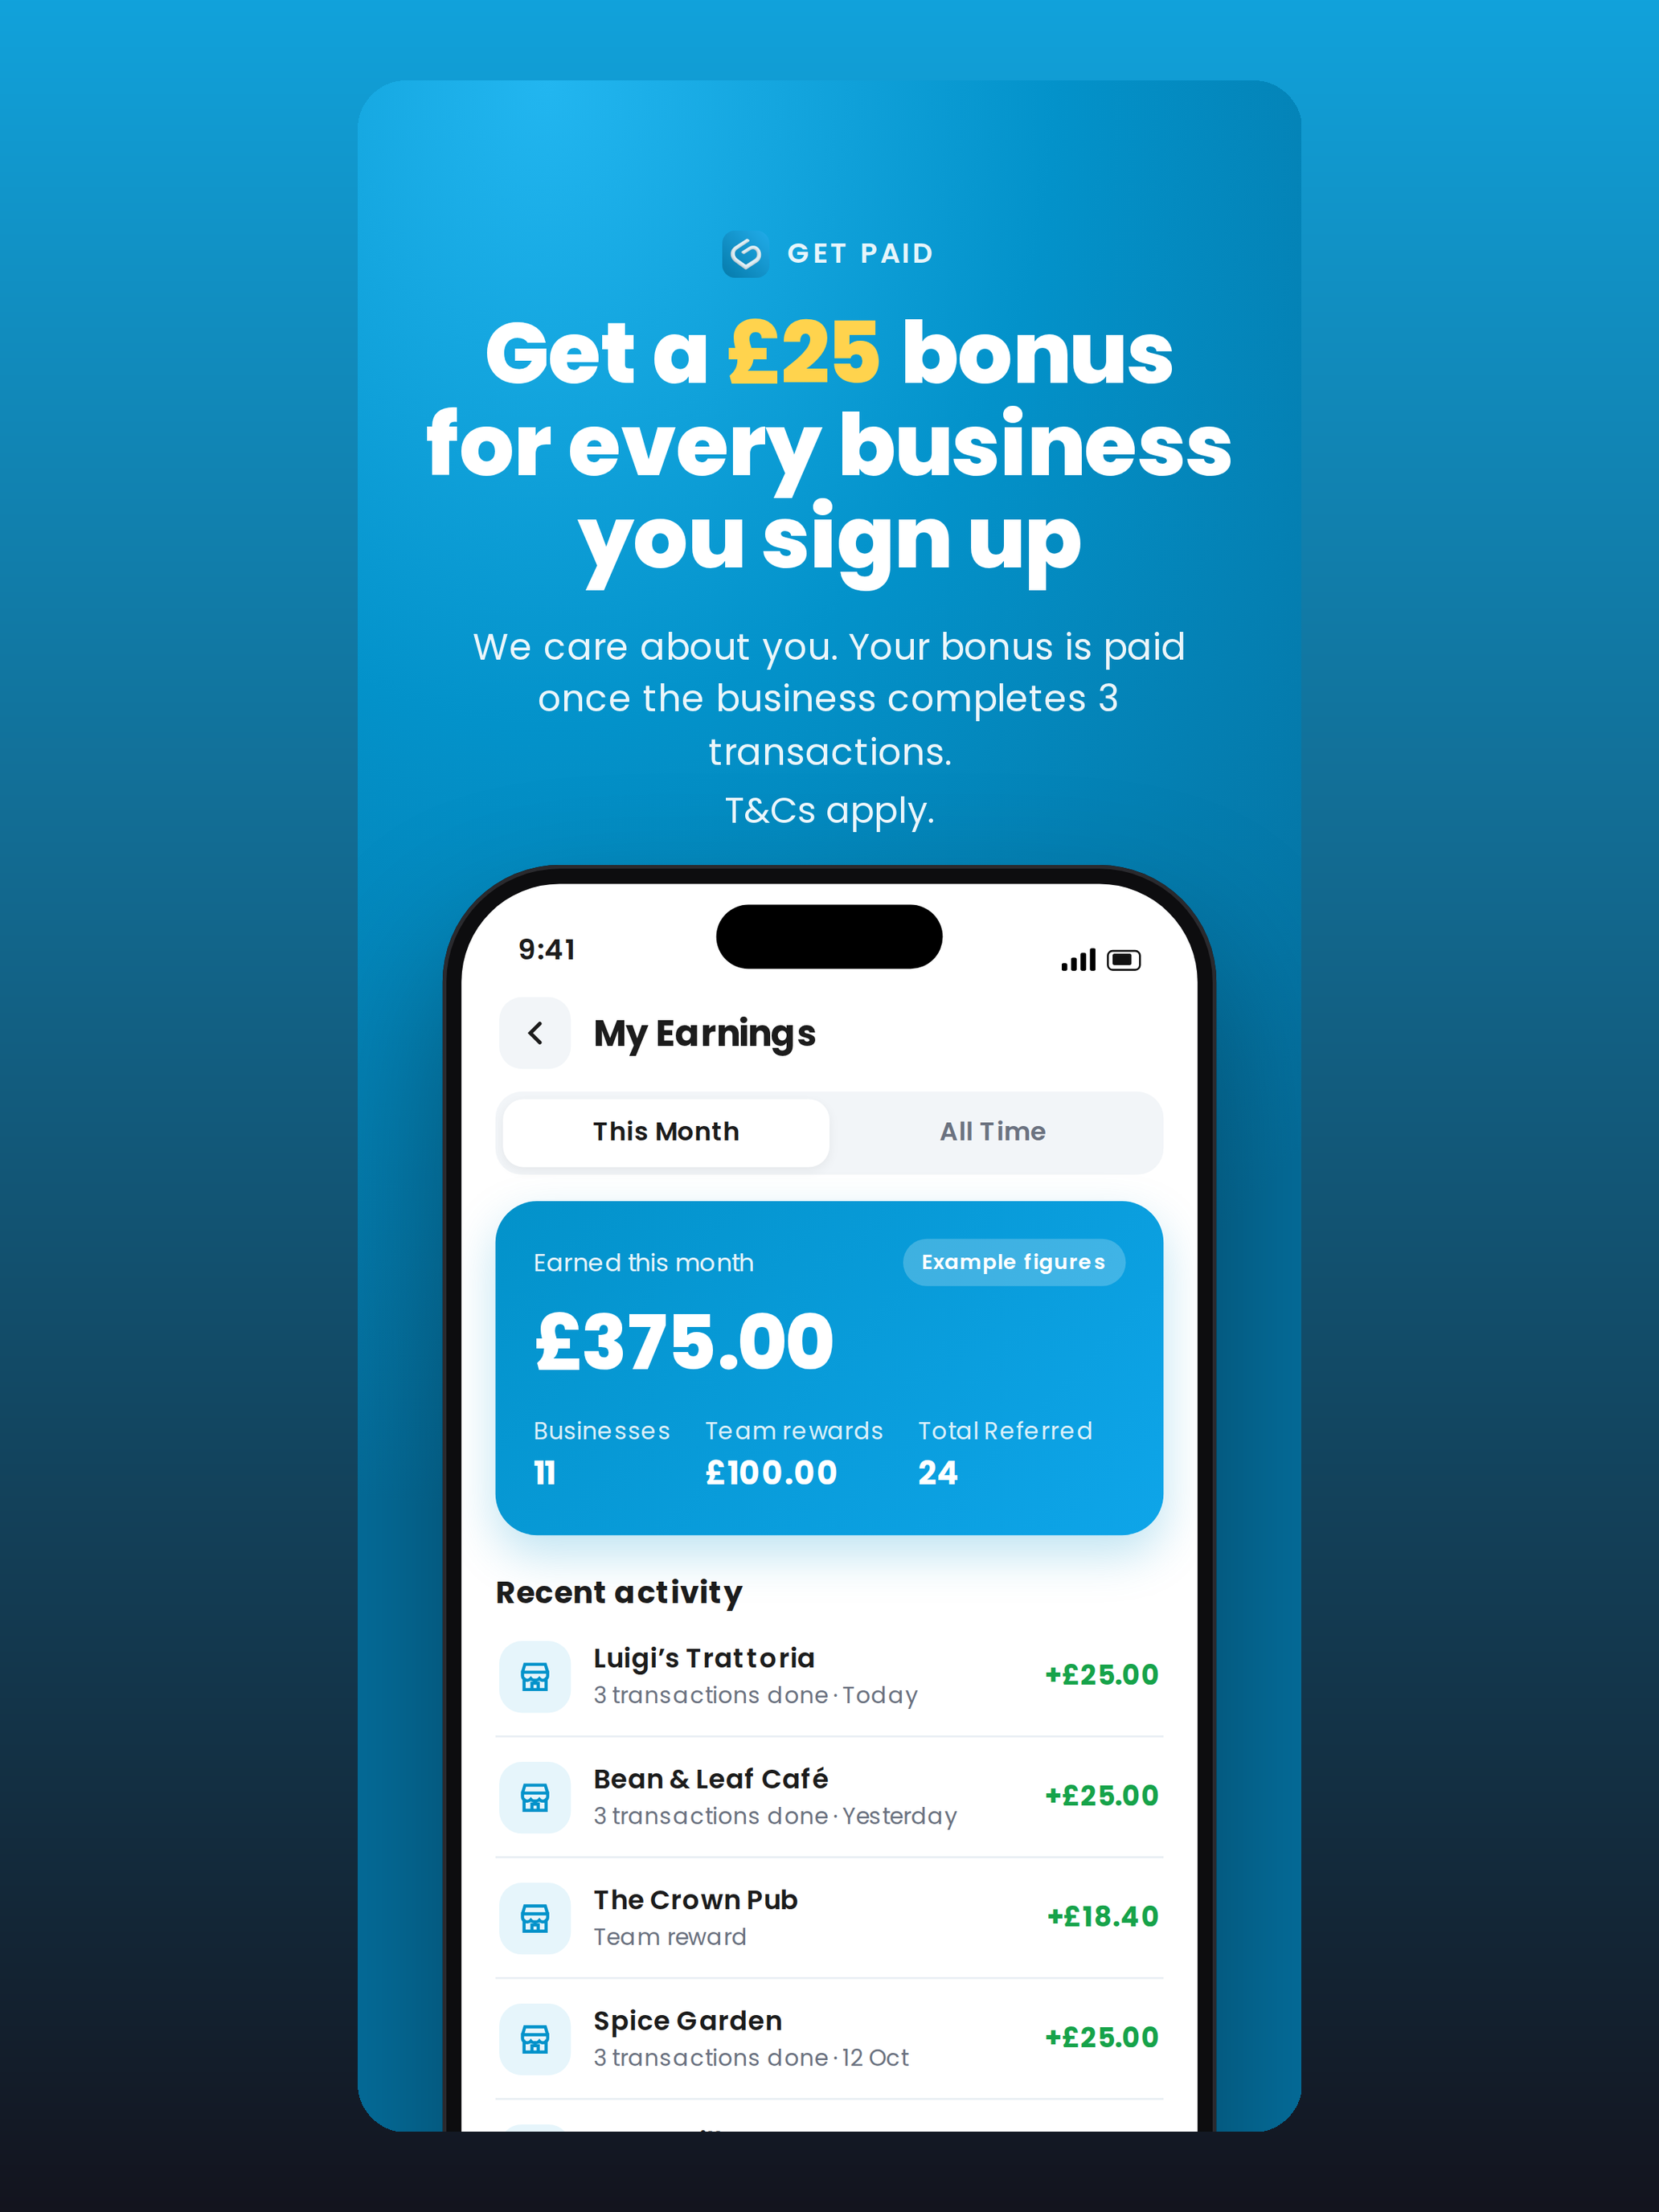 GET PAID
Get a £25 bonus
for every business
you sign up
We care about you. Your bonus is paid
once the business completes 3
transactions.
T&Cs apply.
9:41
My Earnings
This Month
All Time
Earned this month
Example figures
£375.00
Businesses
Team rewards
Total Referred
11
£100.00
24
Recent activity
Luigi’s Trattoria
3 transactions done · Today
+£25.00
Bean & Leaf Café
3 transactions done · Yesterday
+£25.00
The Crown Pub
Team reward
+£18.40
Spice Garden
3 transactions done · 12 Oct
+£25.00